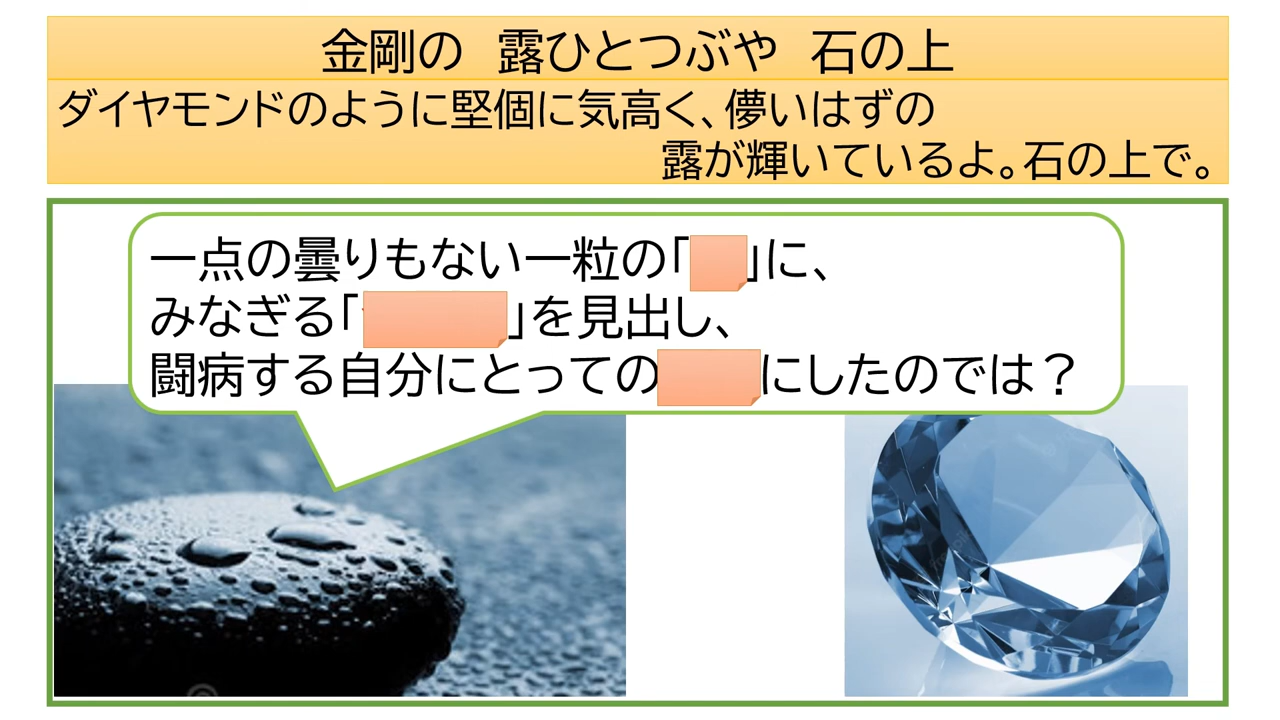 金剛の　露ひとつぶや　石の上
ダイヤモンドのように堅個に気高く、儚いはずの
露が輝いているよ。石の上で。
一点の曇りもない一粒の「　」に、
みなぎる「　」を見出し、
闘病する自分にとっての　にしたのでは？